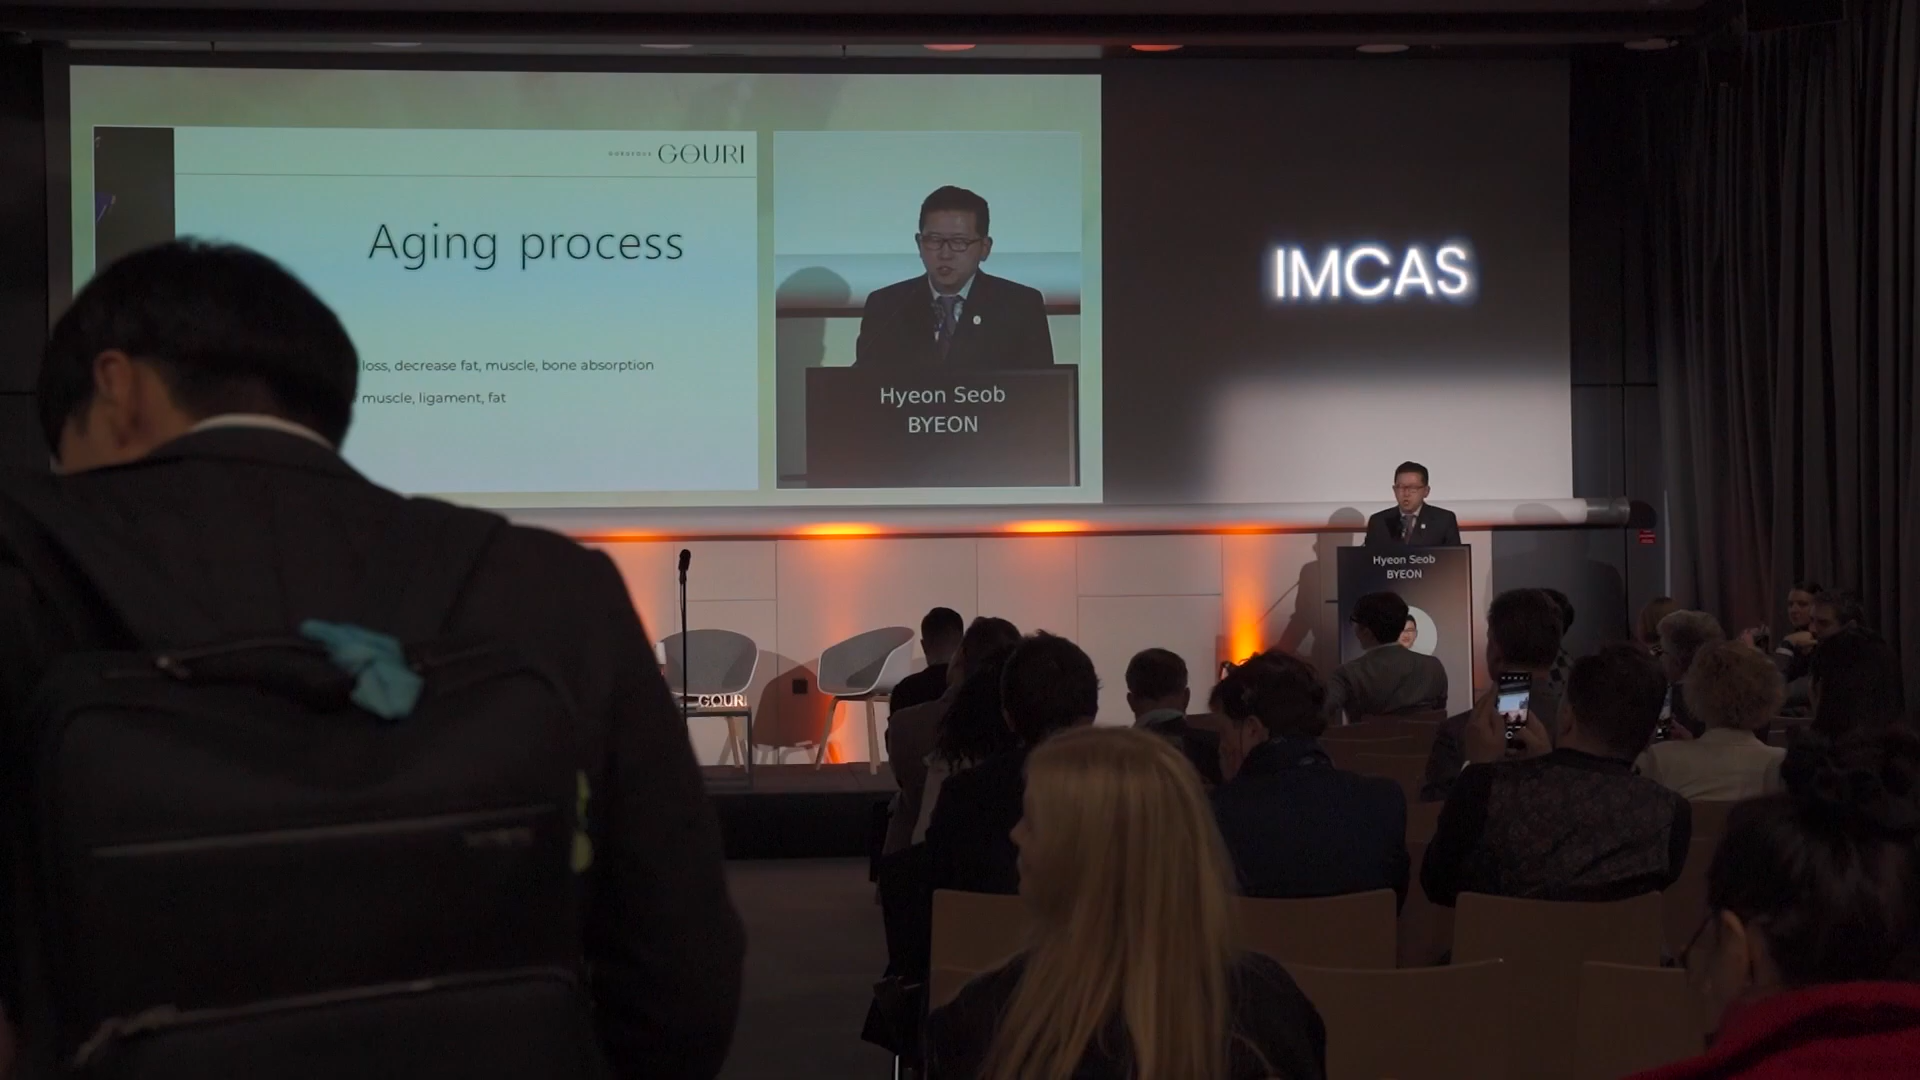 GOURI
Aging process
loss, decrease fat, muscle, bone absorption
muscle, ligament, fat
Hyeon Seob
BYEON
IMCAS
Hyeon Seob
BYEON
GOURI